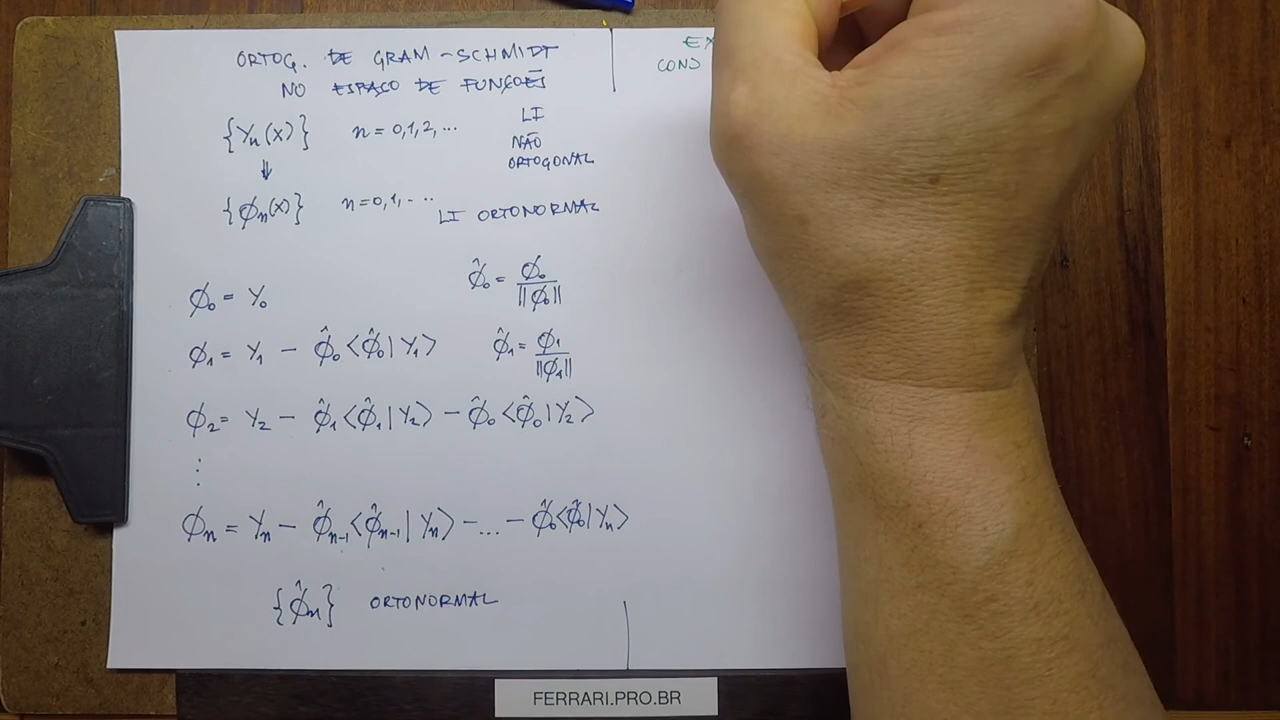 ORTOG. DE GRAM-SCHMIDT
NO ESPAÇO DE FUNÇÕES
{Yₙ(x)} n = 0,1,2,... LI
NÃO
ORTOGONAL
⇓
{ϕₙ(x)} n=0,1,... LI ORTONORMAL
ϕ₀ = Y₀ ϕ̂₀ = ϕ₀/||ϕ₀||
ϕ₁ = Y₁ − ϕ̂₀<ϕ̂₀|Y₁> ϕ̂₁ = ϕ₁/||ϕ₁||
ϕ₂ = Y₂ − ϕ̂₁<ϕ̂₁|Y₂> − ϕ̂₀<ϕ̂₀|Y₂>
⋮
ϕₙ = Yₙ − ϕ̂ₙ₋₁<ϕ̂ₙ₋₁|Yₙ> − ... − ϕ̂₀<ϕ̂₀|Yₙ>
{ϕ̂ₙ} ORTONORMAL
CONS
FERRARI.PRO.BR